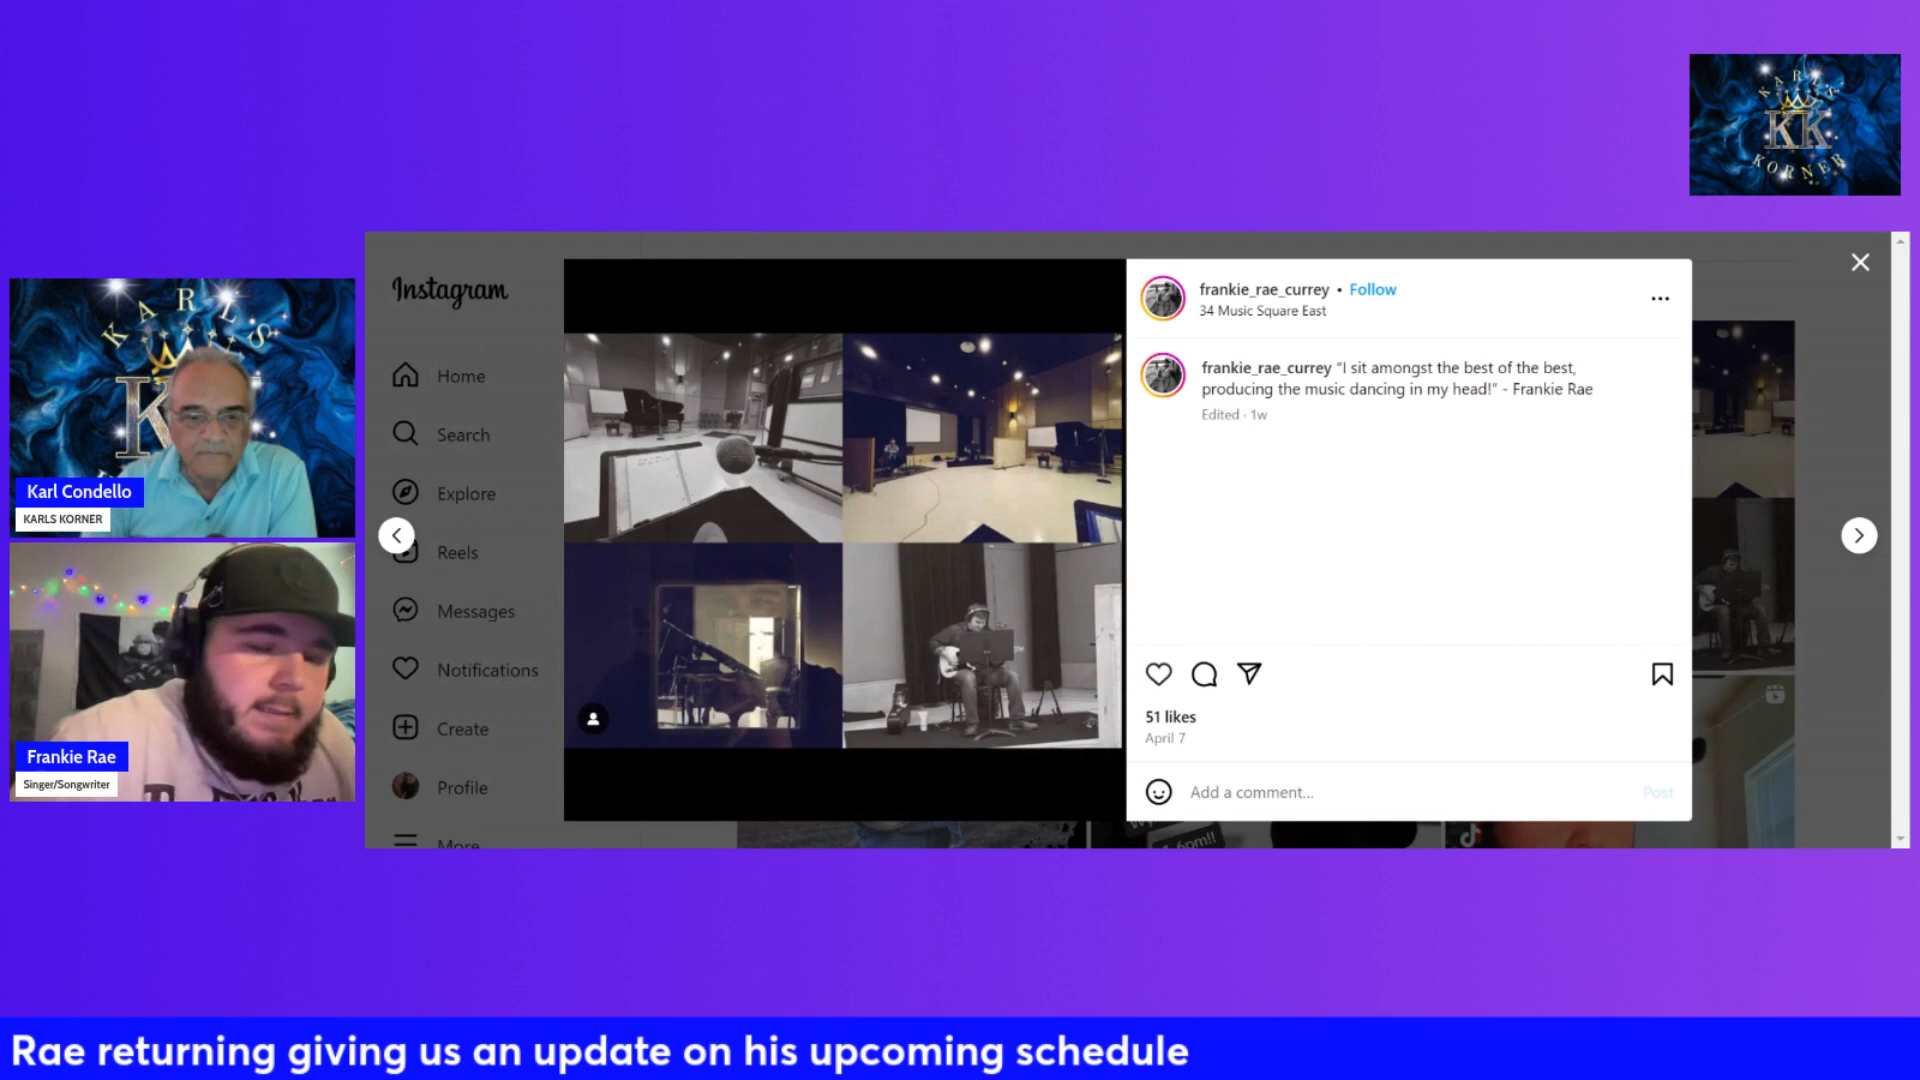 KARLS
KK
KORNER
Instagram
Home
Search
Explore
Reels
Messages
Notifications
Create
Profile
More
frankie_rae_currey • Follow
34 Music Square East
frankie_rae_currey “I sit amongst the best of the best,
producing the music dancing in my head!” - Frankie Rae
Edited · 1w
51 likes
April 7
Add a comment...
Post
6pm!!
KARLS
K
Karl Condello
KARLS KORNER
Frankie Rae
Singer/Songwriter
Rae returning giving us an update on his upcoming schedule